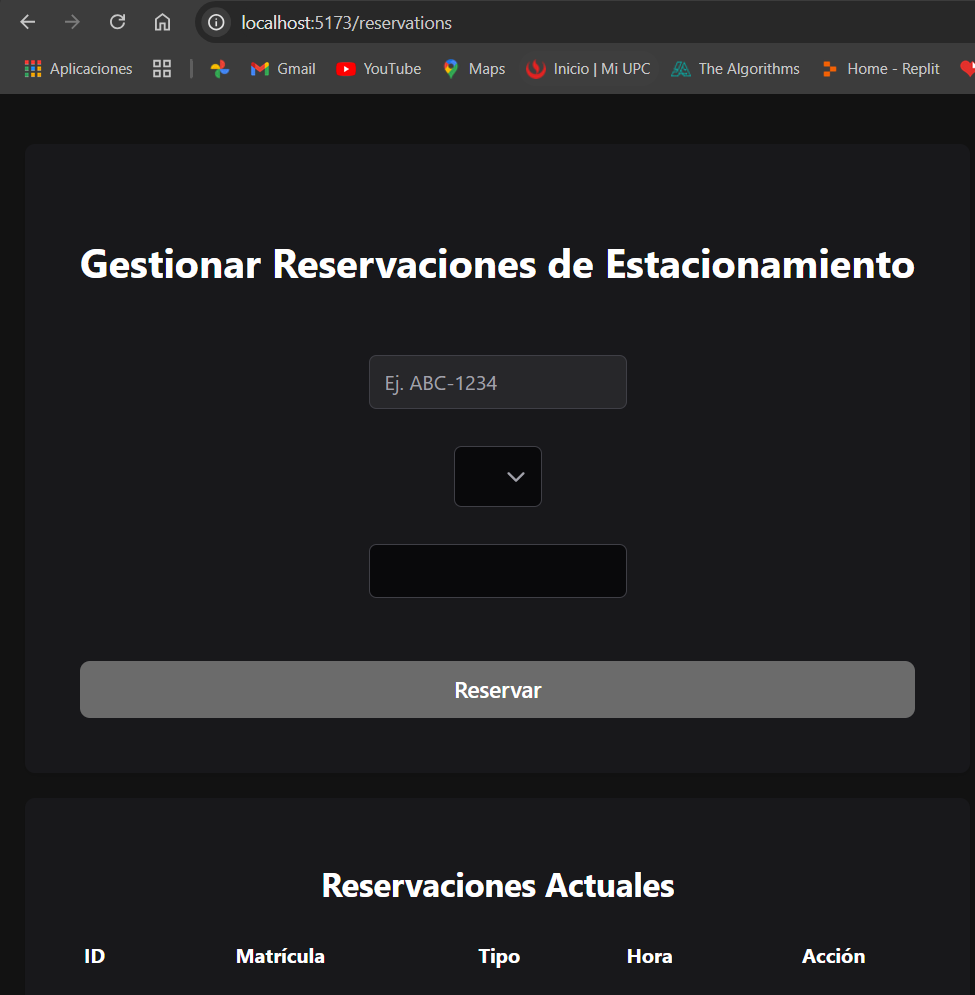 localhost:5173/reservations
Aplicaciones Gmail YouTube Maps Inicio | Mi UPC The Algorithms Home - Replit
Gestionar Reservaciones de Estacionamiento
Ej. ABC-1234
Reservar
Reservaciones Actuales
ID Matrícula Tipo Hora Acción